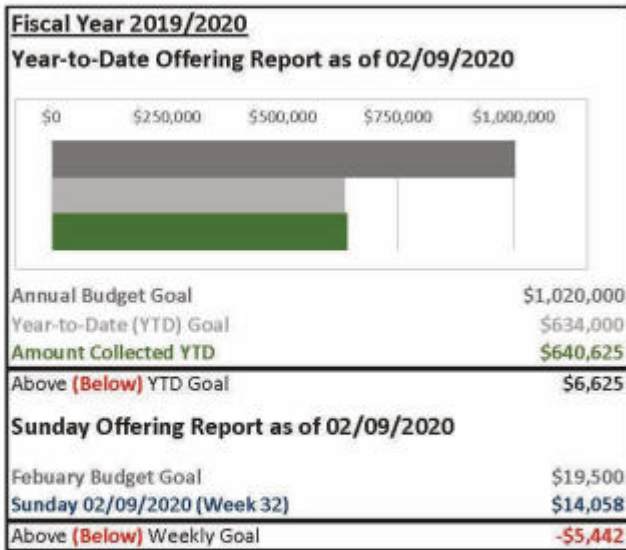 Fiscal Year 2019/2020
Year-to-Date Offering Report as of 02/09/2020
$0 $250,000 $500,000 $750,000 $1,000,000
Annual Budget Goal $1,020,000
Year-to-Date (YTD) Goal $634,000
Amount Collected YTD $640,625
Above (Below) YTD Goal $6,625
Sunday Offering Report as of 02/09/2020
Febuary Budget Goal $19,500
Sunday 02/09/2020 (Week 32) $14,058
Above (Below) Weekly Goal -$5,442